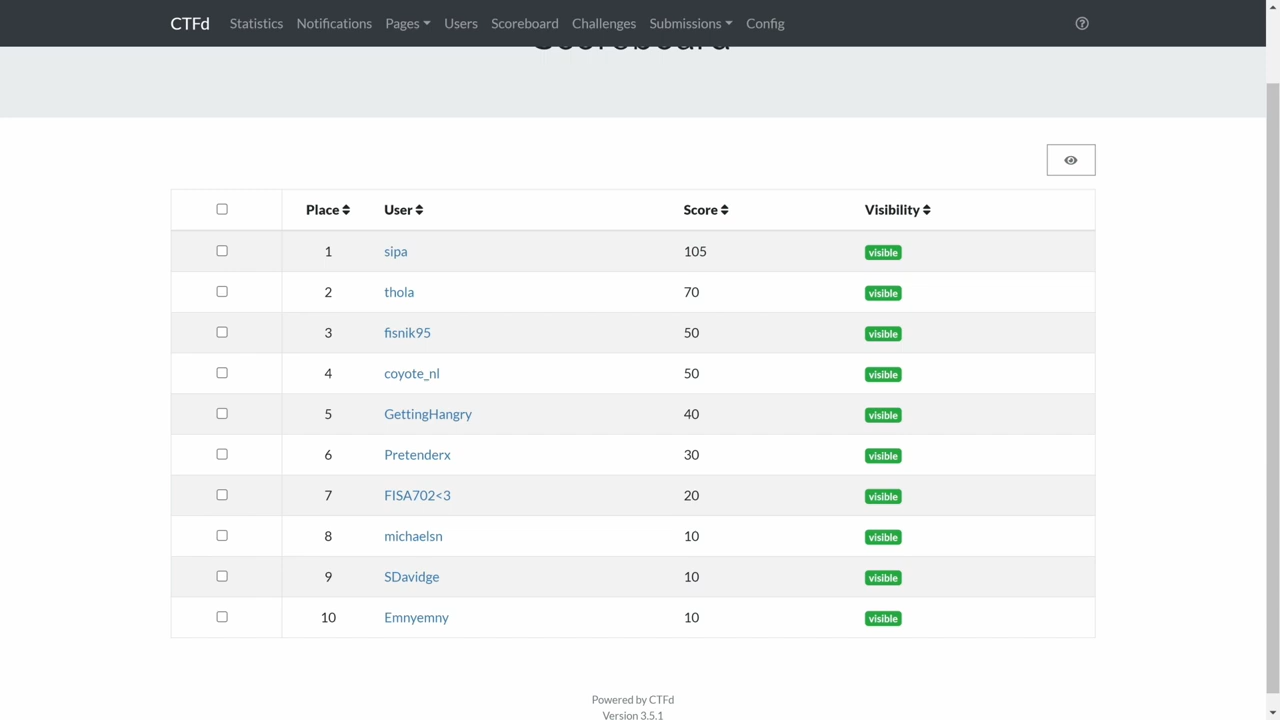 CTFd Statistics Notifications Pages Users Scoreboard Challenges Submissions Config
Scoreboard
Place User Score Visibility
1 sipa 105 visible
2 thola 70 visible
3 fisnik95 50 visible
4 coyote_nl 50 visible
5 GettingHangry 40 visible
6 Pretenderx 30 visible
7 FISA702<3 20 visible
8 michaelsn 10 visible
9 SDavidge 10 visible
10 Emnyemny 10 visible
Powered by CTFd
Version 3.5.1